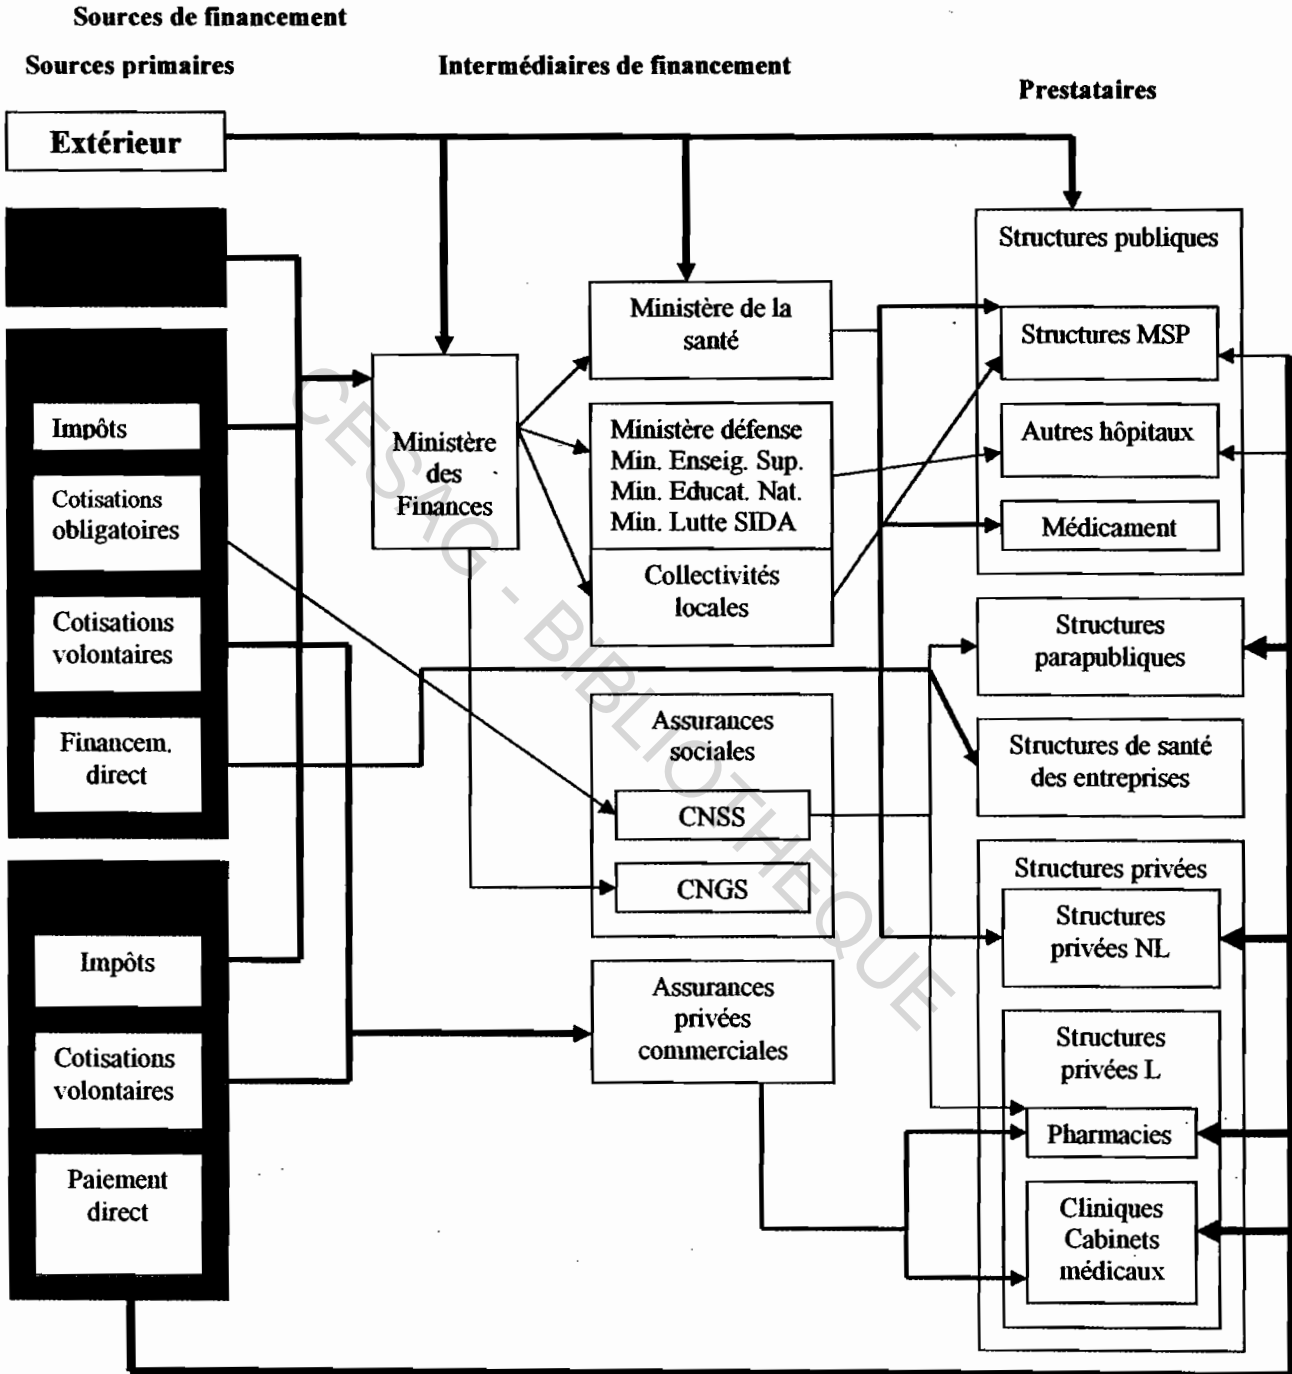 Sources de financement
Sources primaires
Intermédiaires de financement
Prestataires
Extérieur
Impôts
Cotisations
obligatoires
Cotisations
volontaires
Financem.
direct
Impôts
Cotisations
volontaires
Paiement
direct
Ministère
des
Finances
Ministère de la
santé
Ministère défense
Min. Enseig. Sup.
Min. Educat. Nat.
Min. Lutte SIDA
Collectivités
locales
Assurances
sociales
CNSS
CNGS
Assurances
privées
commerciales
Structures publiques
Structures MSP
Autres hôpitaux
Médicament
Structures
parapubliques
Structures de santé
des entreprises
Structures privées
Structures
privées NL
Structures
privées L
Pharmacies
Cliniques
Cabinets
médicaux
CESAG - BIBLIOTHEQUE